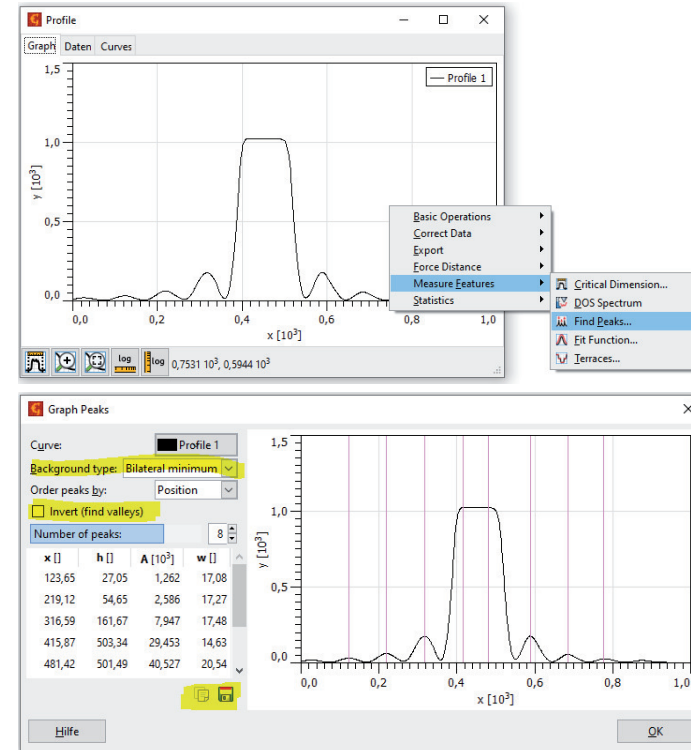 Profile
Graph Daten Curves
1,5
Profile 1
1,0
y [10³]
0,5
0,0
0,0 0,2 0,4 0,6 0,8 1,0
x [10³]
Basic Operations
Correct Data
Export
Force Distance
Measure Features
Statistics
Critical Dimension...
DOS Spectrum
Find Peaks...
Fit Function...
Terraces...
log log 0,7531 10³, 0,5944 10³
Graph Peaks
Curve: Profile 1
Background type: Bilateral minimum
Order peaks by: Position
Invert (find valleys)
Number of peaks: 8
x [] h [] A [10³] w []
123,65 27,05 1,262 17,08
219,12 54,65 2,586 17,27
316,59 161,67 7,947 17,48
415,87 503,34 29,453 14,63
481,42 501,49 40,527 20,54
1,5
1,0
y [10³]
0,5
0,0
0,0 0,2 0,4 0,6 0,8 1,0
x [10³]
Hilfe OK